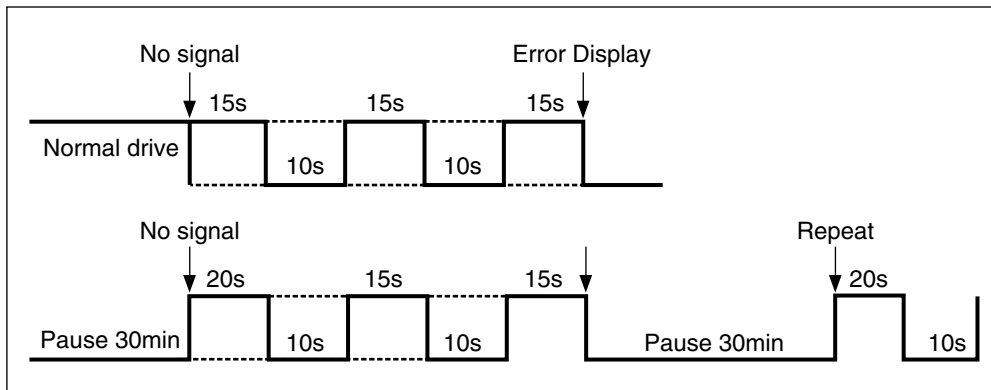 No signal Error Display
15s 15s 15s
Normal drive
10s 10s
No signal Repeat
20s 15s 15s 20s
Pause 30min 10s 10s Pause 30min 10s